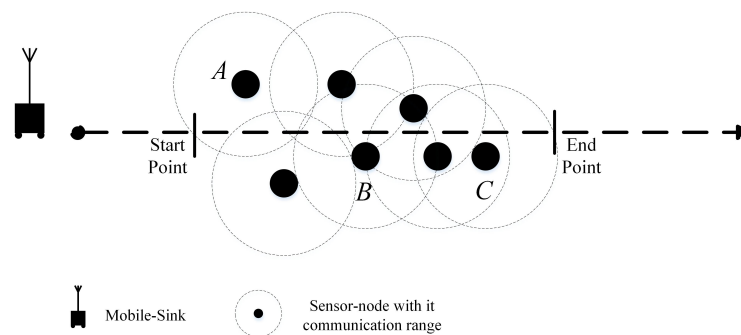 A
Start
Point
End
Point
B
C
Mobile-Sink
Sensor-node with it
communication range